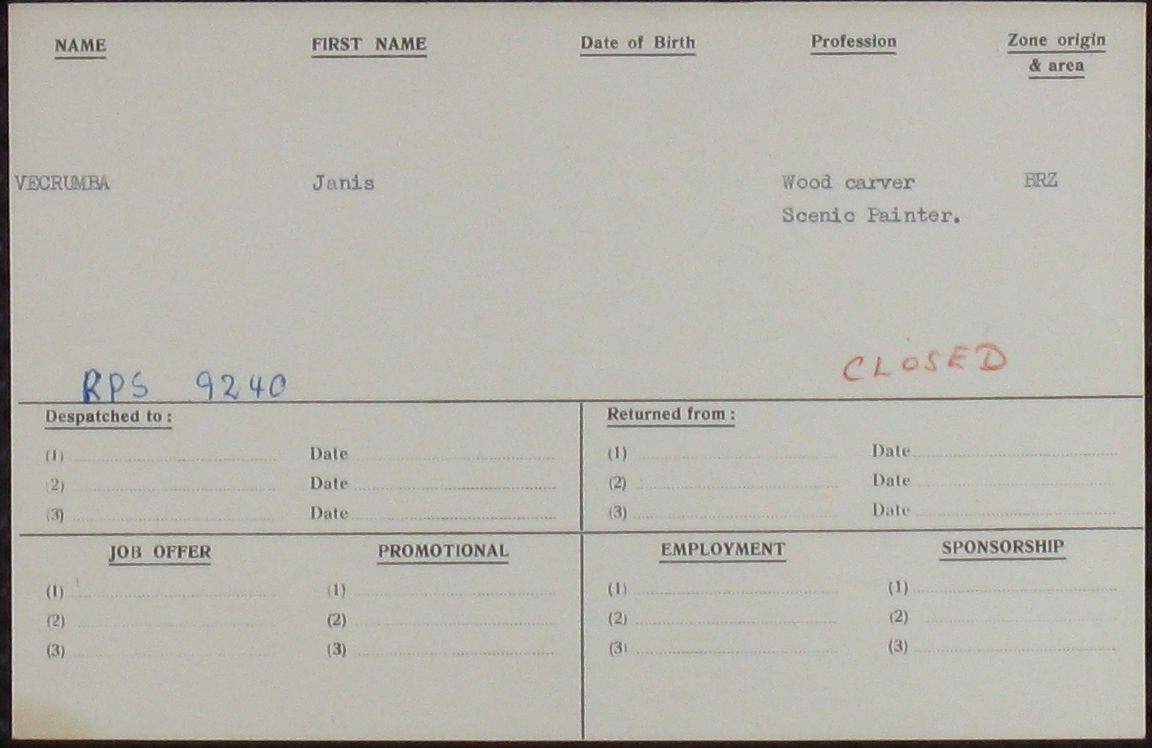 NAME FIRST NAME Date of Birth Profession Zone origin
& area
VECRUMBA Janis Wood carver BRZ
Scenic Painter.
CLOSED
RPS 9240
Despatched to : Returned from :
(1) Date (1) Date
(2) Date (2) Date
(3) Date (3) Date
JOB OFFER PROMOTIONAL EMPLOYMENT SPONSORSHIP
(1) (1) (1) (1)
(2) (2) (2) (2)
(3) (3) (3) (3)